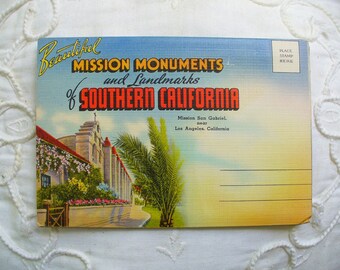 Beautiful
MISSION MONUMENTS
and Landmarks
of SOUTHERN CALIFORNIA
PLACE
STAMP
HERE
Mission San Gabriel,
near
Los Angeles, California